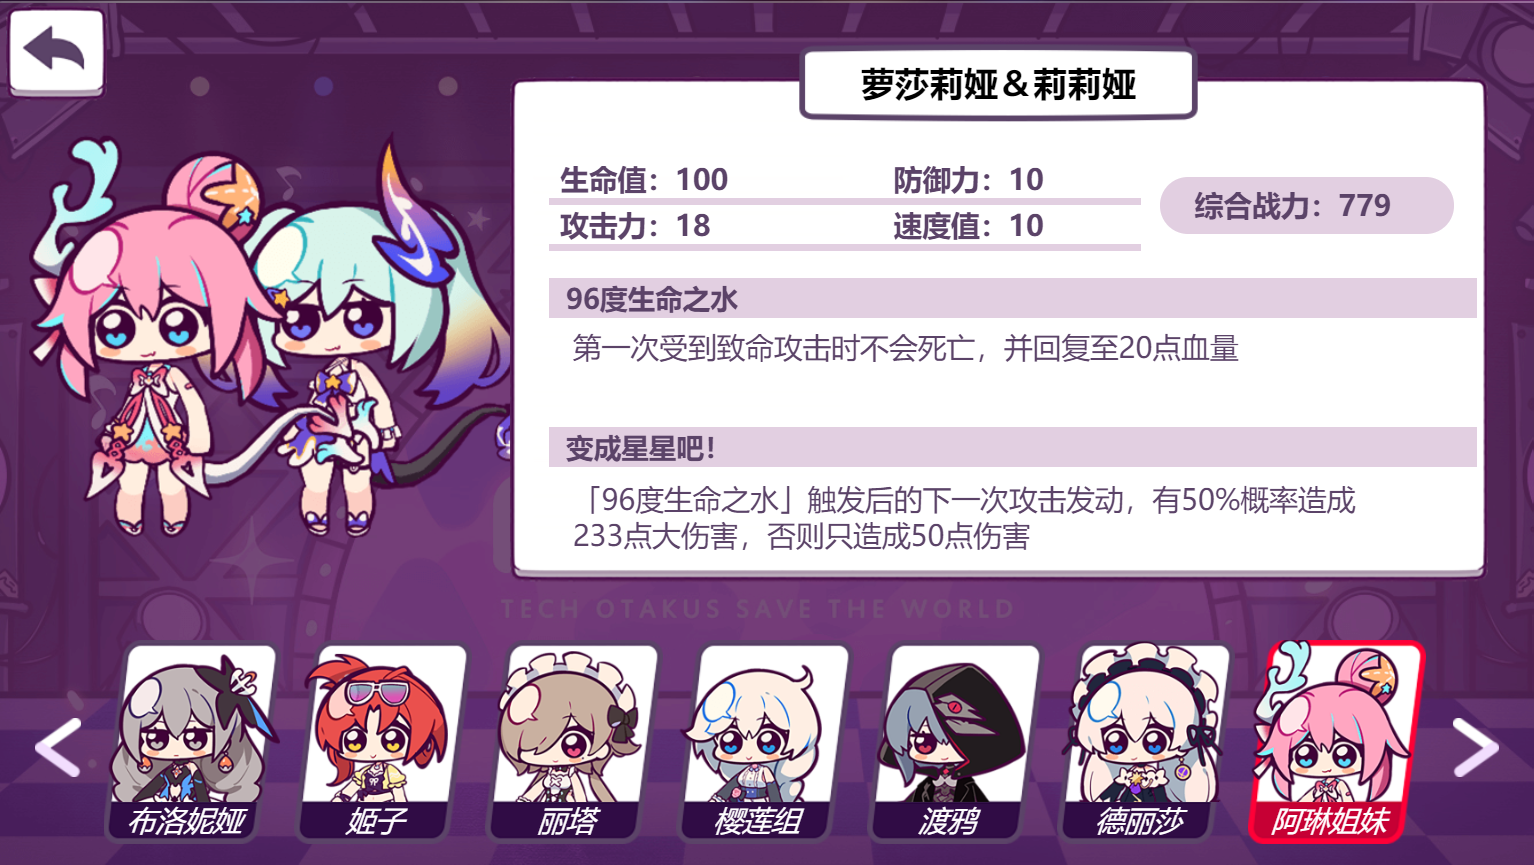 萝莎莉娅＆莉莉娅
生命值：100
防御力：10
攻击力：18
速度值：10
综合战力：779
96度生命之水
第一次受到致命攻击时不会死亡，并回复至20点血量
变成星星吧！
「96度生命之水」触发后的下一次攻击发动，有50%概率造成
233点大伤害，否则只造成50点伤害
TECH OTAKUS SAVE THE WORLD
布洛妮娅
姬子
丽塔
樱莲组
渡鸦
德丽莎
阿琳姐妹